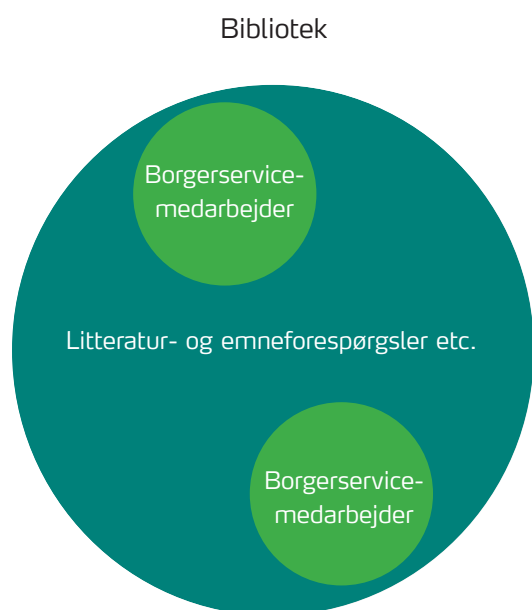 Bibliotek
Borgerservice-
medarbejder
Litteratur- og emneforespørgsler etc.
Borgerservice-
medarbejder